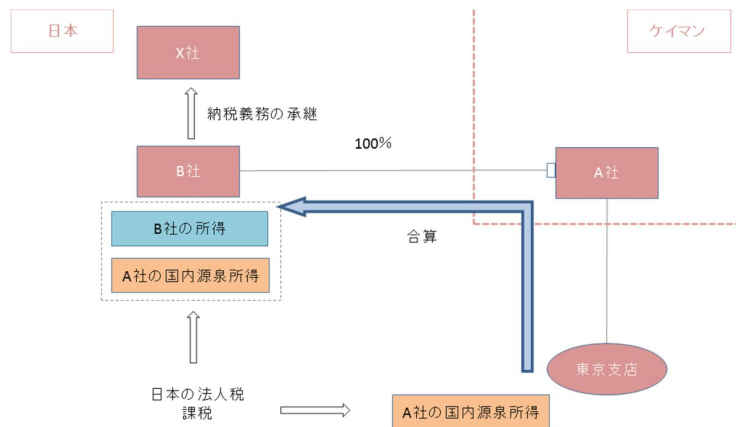 日本
ケイマン
X社
納税義務の承継
100%
B社
A社
B社の所得
合算
A社の国内源泉所得
東京支店
日本の法人税
課税
A社の国内源泉所得